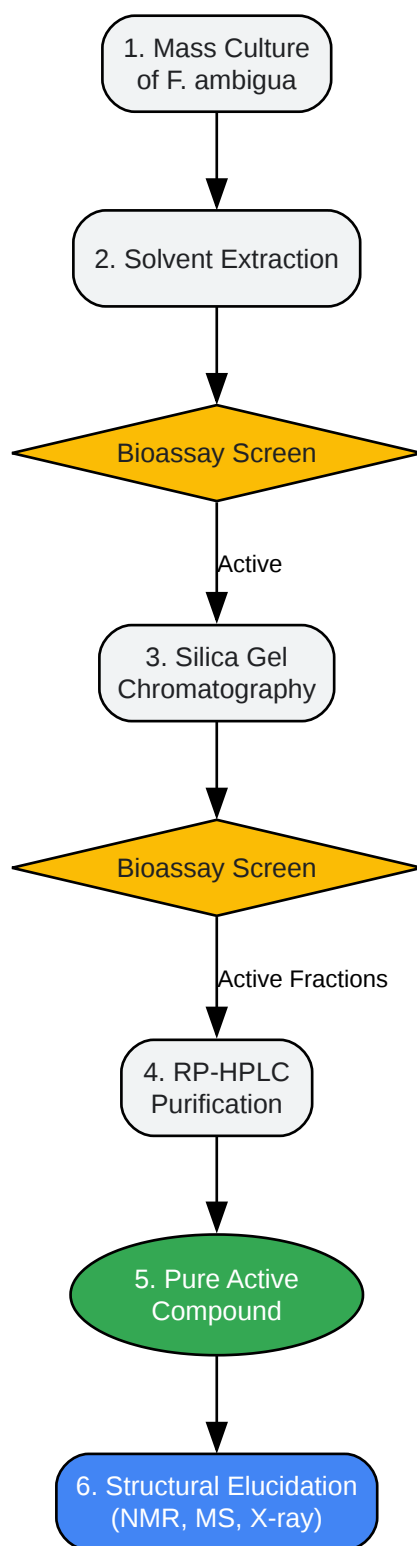 1. Mass Culture
of F. ambigua
2. Solvent Extraction
Bioassay Screen
Active
3. Silica Gel
Chromatography
Bioassay Screen
Active Fractions
4. RP-HPLC
Purification
5. Pure Active
Compound
6. Structural Elucidation
(NMR, MS, X-ray)